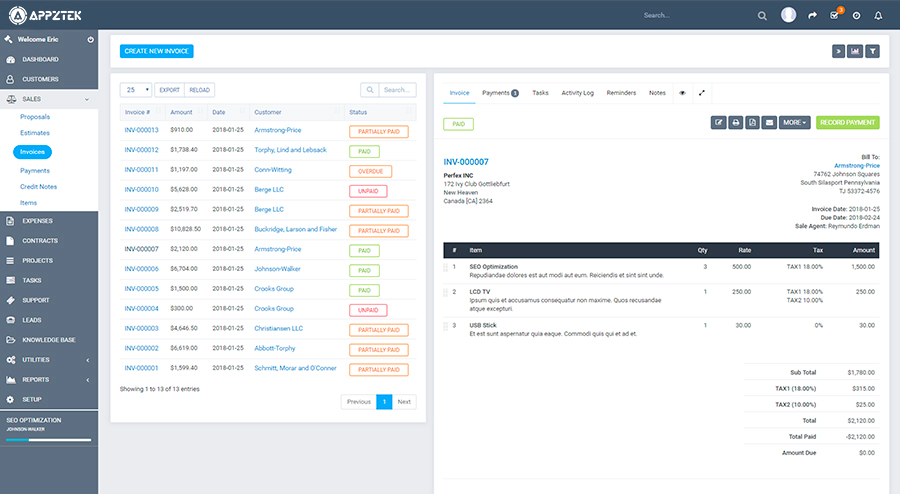 APPZTEK
Search...
3
Welcome Eric
DASHBOARD
CUSTOMERS
SALES
Proposals
Estimates
Invoices
Payments
Credit Notes
Items
EXPENSES
CONTRACTS
PROJECTS
TASKS
SUPPORT
LEADS
KNOWLEDGE BASE
UTILITIES
REPORTS
SETUP
SEO OPTIMIZATION
JOHNSON WALKER
CREATE NEW INVOICE
25 EXPORT RELOAD Search...
Invoice # Amount Date Customer Status
INV-000013 $910.00 2018-01-25 Armstrong-Price PARTIALLY PAID
INV-000012 $1,738.40 2018-01-25 Torphy, Lind and Lebsack PAID
INV-000011 $1,197.00 2018-01-25 Conn-Witting OVERDUE
INV-000010 $5,628.00 2018-01-25 Berge LLC UNPAID
INV-000009 $2,519.70 2018-01-25 Berge LLC PARTIALLY PAID
INV-000008 $10,828.50 2018-01-25 Buckridge, Larson and Fisher PARTIALLY PAID
INV-000007 $2,120.00 2018-01-25 Armstrong-Price PAID
INV-000006 $6,704.00 2018-01-25 Johnson-Walker PAID
INV-000005 $1,500.00 2018-01-25 Crooks Group PAID
INV-000004 $300.00 2018-01-25 Crooks Group UNPAID
INV-000003 $4,646.50 2018-01-25 Christiansen LLC PARTIALLY PAID
INV-000002 $6,619.00 2018-01-25 Abbott-Torphy PARTIALLY PAID
INV-000001 $1,599.40 2018-01-25 Schmitt, Morar and O'Conner PARTIALLY PAID
Showing 1 to 13 of 13 entries
Previous 1 Next
Invoice Payments 1 Tasks Activity Log Reminders Notes
PAID MORE RECORD PAYMENT
INV-000007
Perfex INC
172 Ivy Club Gottliebfurt
New Heaven
Canada [CA] 2364
Bill To:
Armstrong-Price
74762 Johnson Squares
South Silasport Pennsylvania
TJ 53372-4576
Invoice Date: 2018-01-25
Due Date: 2018-02-24
Sale Agent: Reymundo Erdman
# Item Qty Rate Tax Amount
1 SEO Optimization 3 500.00 TAX1 18.00% 1,500.00
Repudiandae dolores est aut modi aut eum. Reiciendis et sint sint unde.
2 LCD TV 1 250.00 TAX1 18.00% 250.00
Ipsum quis et accusamus consequatur non maxime. Quos recusandae TAX2 10.00%
atque excepturi.
3 USB Stick 1 30.00 0% 30.00
Et est sunt aspernatur quia eaque. Commodi quis qui et ad et.
Sub Total $1,780.00
TAX1 (18.00%) $315.00
TAX2 (10.00%) $25.00
Total $2,120.00
Total Paid -$2,120.00
Amount Due $0.00